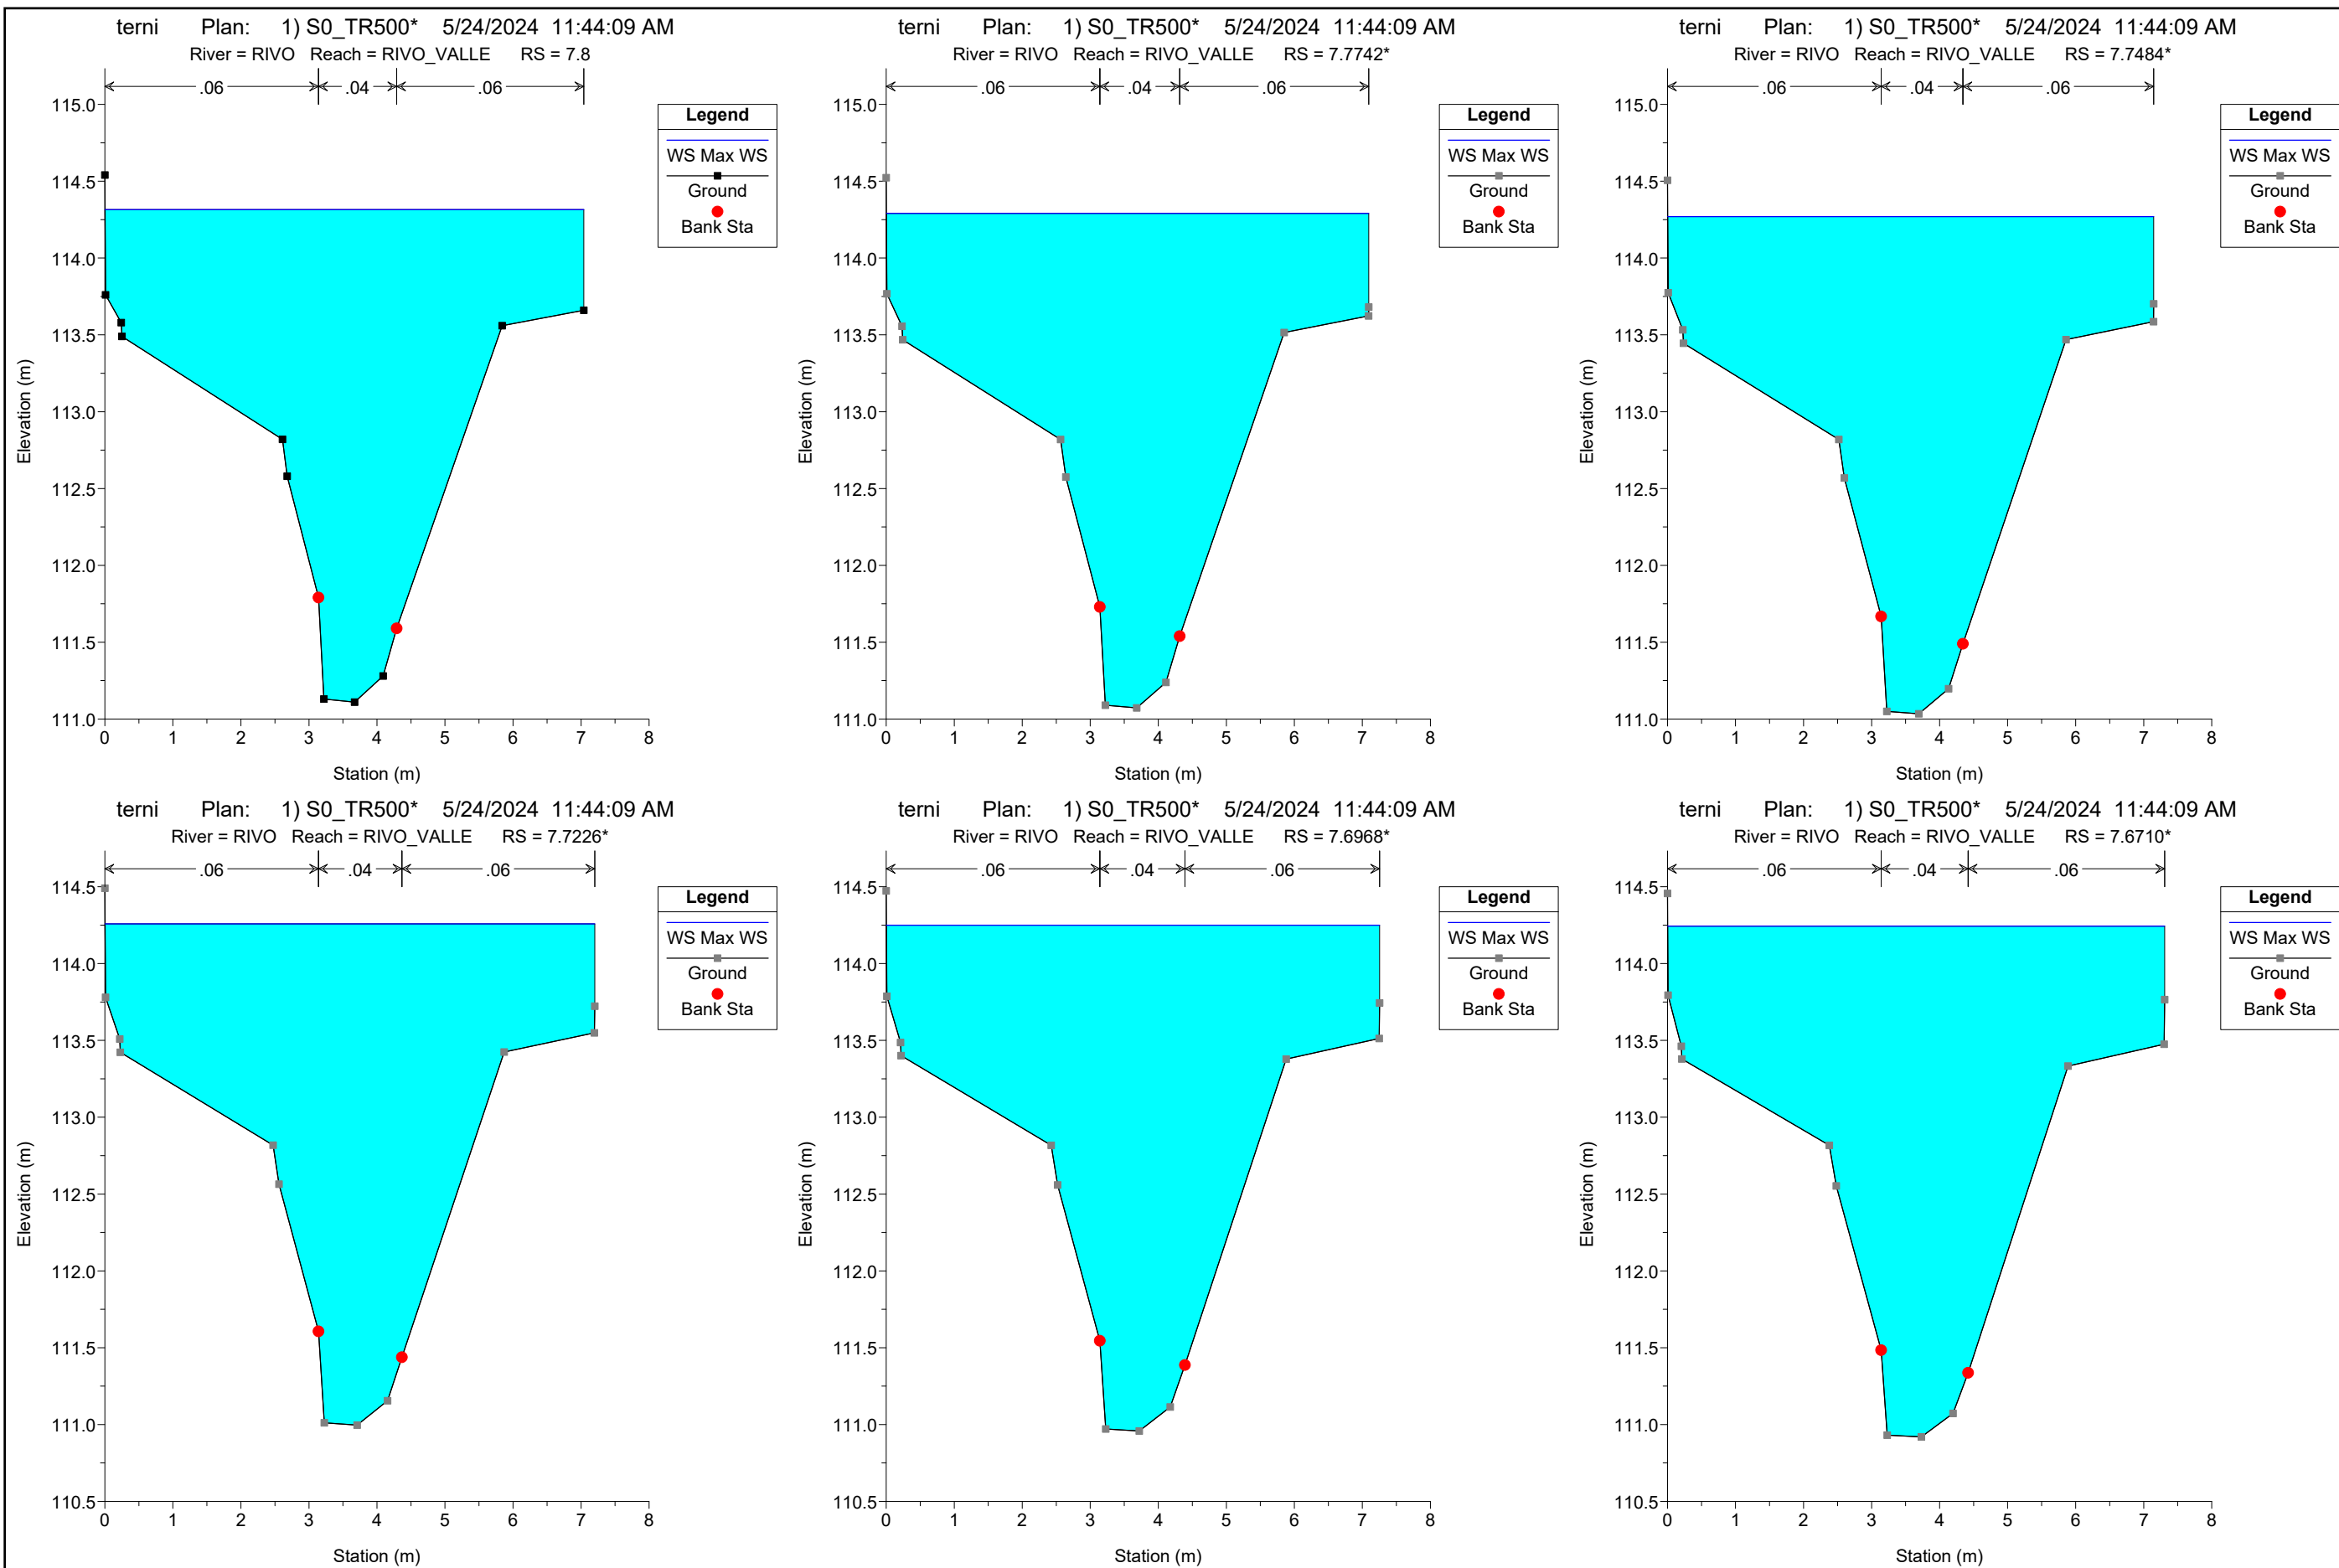 terni Plan: 1) S0_TR500* 5/24/2024 11:44:09 AM
River = RIVO Reach = RIVO_VALLE RS = 7.8
.06 .04 .06
115.0
114.5
114.0
113.5
113.0
112.5
112.0
111.5
111.0
Elevation (m)
0 1 2 3 4 5 6 7 8
Station (m)
Legend
WS Max WS
Ground
Bank Sta
terni Plan: 1) S0_TR500* 5/24/2024 11:44:09 AM
River = RIVO Reach = RIVO_VALLE RS = 7.7742*
.06 .04 .06
115.0
114.5
114.0
113.5
113.0
112.5
112.0
111.5
111.0
Elevation (m)
0 1 2 3 4 5 6 7 8
Station (m)
Legend
WS Max WS
Ground
Bank Sta
terni Plan: 1) S0_TR500* 5/24/2024 11:44:09 AM
River = RIVO Reach = RIVO_VALLE RS = 7.7484*
.06 .04 .06
115.0
114.5
114.0
113.5
113.0
112.5
112.0
111.5
111.0
Elevation (m)
0 1 2 3 4 5 6 7 8
Station (m)
Legend
WS Max WS
Ground
Bank Sta
terni Plan: 1) S0_TR500* 5/24/2024 11:44:09 AM
River = RIVO Reach = RIVO_VALLE RS = 7.7226*
.06 .04 .06
114.5
114.0
113.5
113.0
112.5
112.0
111.5
111.0
110.5
Elevation (m)
0 1 2 3 4 5 6 7 8
Station (m)
Legend
WS Max WS
Ground
Bank Sta
terni Plan: 1) S0_TR500* 5/24/2024 11:44:09 AM
River = RIVO Reach = RIVO_VALLE RS = 7.6968*
.06 .04 .06
114.5
114.0
113.5
113.0
112.5
112.0
111.5
111.0
110.5
Elevation (m)
0 1 2 3 4 5 6 7 8
Station (m)
Legend
WS Max WS
Ground
Bank Sta
terni Plan: 1) S0_TR500* 5/24/2024 11:44:09 AM
River = RIVO Reach = RIVO_VALLE RS = 7.6710*
.06 .04 .06
114.5
114.0
113.5
113.0
112.5
112.0
111.5
111.0
110.5
Elevation (m)
0 1 2 3 4 5 6 7 8
Station (m)
Legend
WS Max WS
Ground
Bank Sta